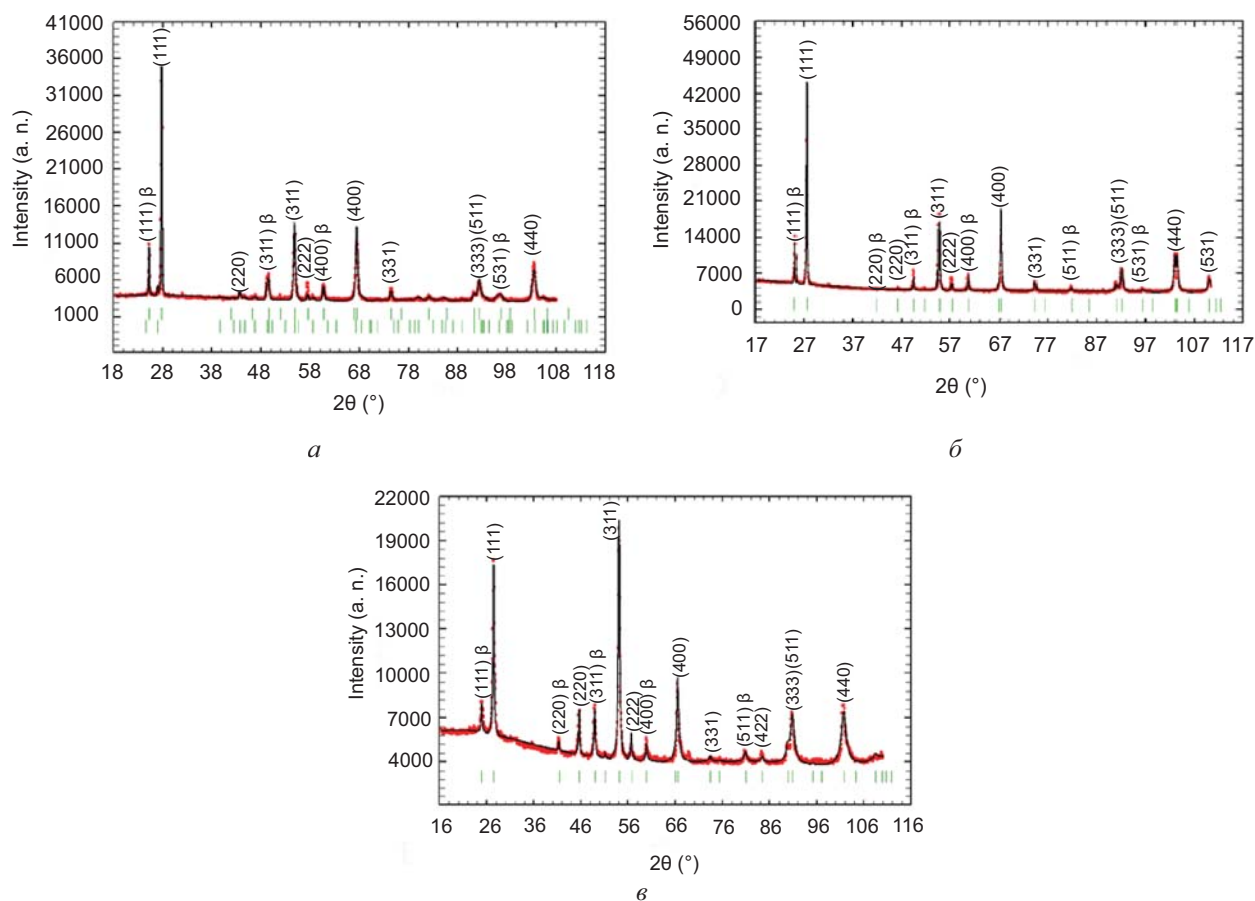 41000
36000
31000
26000
21000
16000
11000
6000
1000
Intensity (a. n.)
(111) β
(111)
(220)
(311) β
(311)
(222)
(400) β
(400)
(331)
(333) (511)
(531) β
(440)
18 28 38 48 58 68 78 88 98 108 118
2θ (°)
а
56000
49000
42000
35000
28000
21000
14000
7000
0
Intensity (a. n.)
(111) β
(111)
(220) β
(220)
(311) β
(311)
(222)
(400) β
(400)
(331)
(511) β
(333) (511)
(531) β
(440)
(531)
17 27 37 47 57 67 77 87 97 107 117
2θ (°)
б
22000
19000
16000
13000
10000
7000
4000
Intensity (a. n.)
(111) β
(111)
(220) β
(220)
(311) β
(311)
(222)
(400) β
(400)
(331)
(511) β
(422)
(333) (511)
(440)
16 26 36 46 56 66 76 86 96 106 116
2θ (°)
в